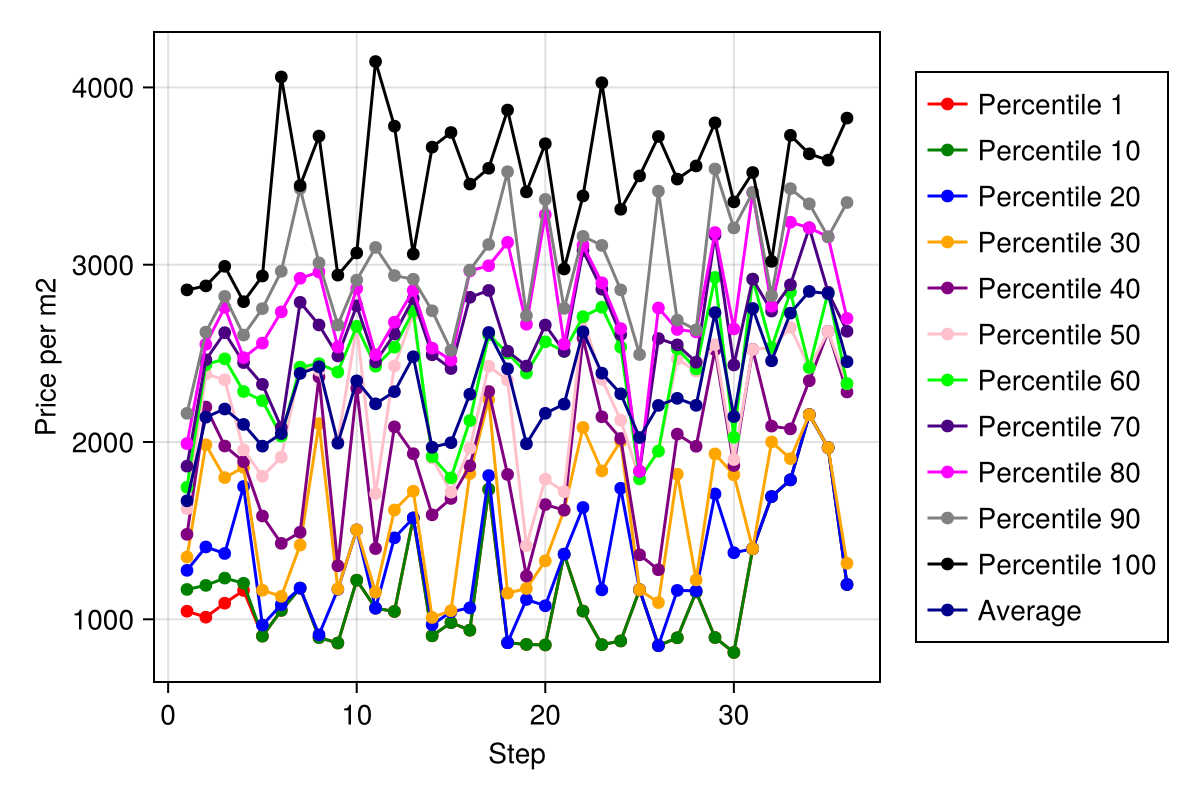 4000
3000
2000
1000
Price per m2
0 10 20 30
Step
Percentile 1
Percentile 10
Percentile 20
Percentile 30
Percentile 40
Percentile 50
Percentile 60
Percentile 70
Percentile 80
Percentile 90
Percentile 100
Average